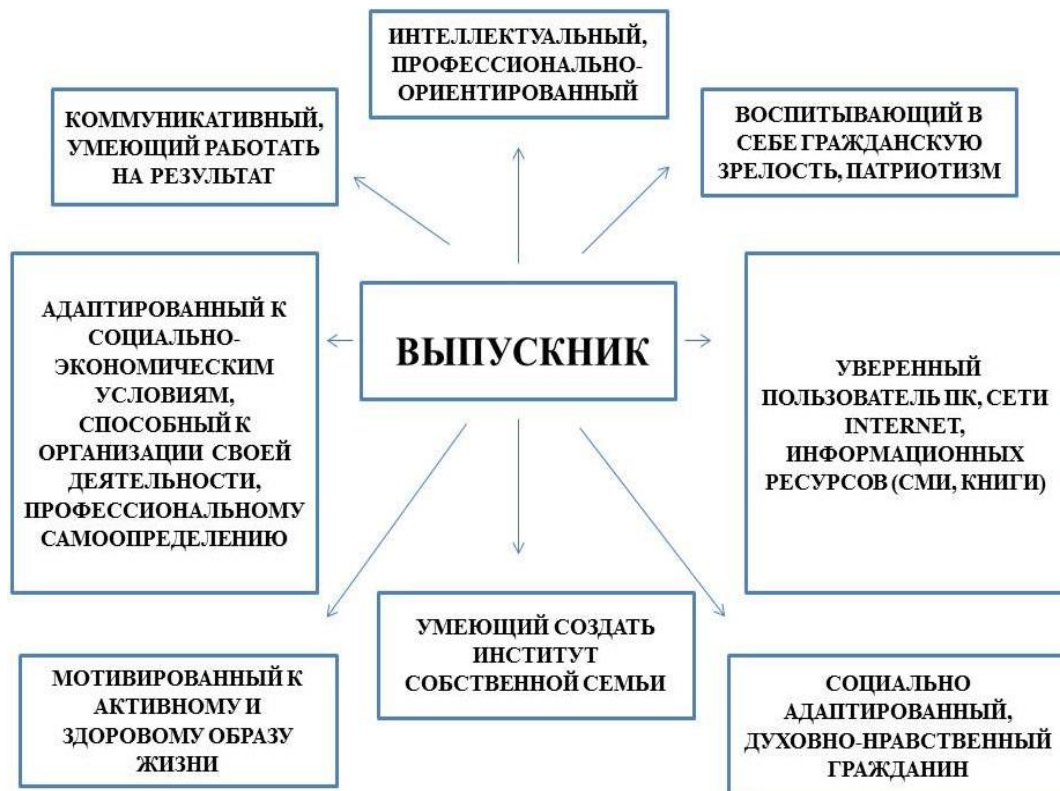 ИНТЕЛЛЕКТУАЛЬНЫЙ,
ПРОФЕССИОНАЛЬНО-
ОРИЕНТИРОВАННЫЙ
КОММУНИКАТИВНЫЙ,
УМЕЮЩИЙ РАБОТАТЬ
НА РЕЗУЛЬТАТ
ВОСПИТЫВАЮЩИЙ В
СЕБЕ ГРАЖДАНСКУЮ
ЗРЕЛОСТЬ, ПАТРИОТИЗМ
АДАПТИРОВАННЫЙ К
СОЦИАЛЬНО-
ЭКОНОМИЧЕСКИМ
УСЛОВИЯМ,
СПОСОБНЫЙ К
ОРГАНИЗАЦИИ СВОЕЙ
ДЕЯТЕЛЬНОСТИ,
ПРОФЕССИОНАЛЬНОМУ
САМООПРЕДЕЛЕНИЮ
ВЫПУСКНИК
УВЕРЕННЫЙ
ПОЛЬЗОВАТЕЛЬ ПК, СЕТИ
INTERNET,
ИНФОРМАЦИОННЫХ
РЕСУРСОВ (СМИ, КНИГИ)
МОТИВИРОВАННЫЙ К
АКТИВНОМУ И
ЗДОРОВОМУ ОБРАЗУ
ЖИЗНИ
УМЕЮЩИЙ СОЗДАТЬ
ИНСТИТУТ
СОБСТВЕННОЙ СЕМЬИ
СОЦИАЛЬНО
АДАПТИРОВАННЫЙ,
ДУХОВНО-НРАВСТВЕННЫЙ
ГРАЖДАНИН